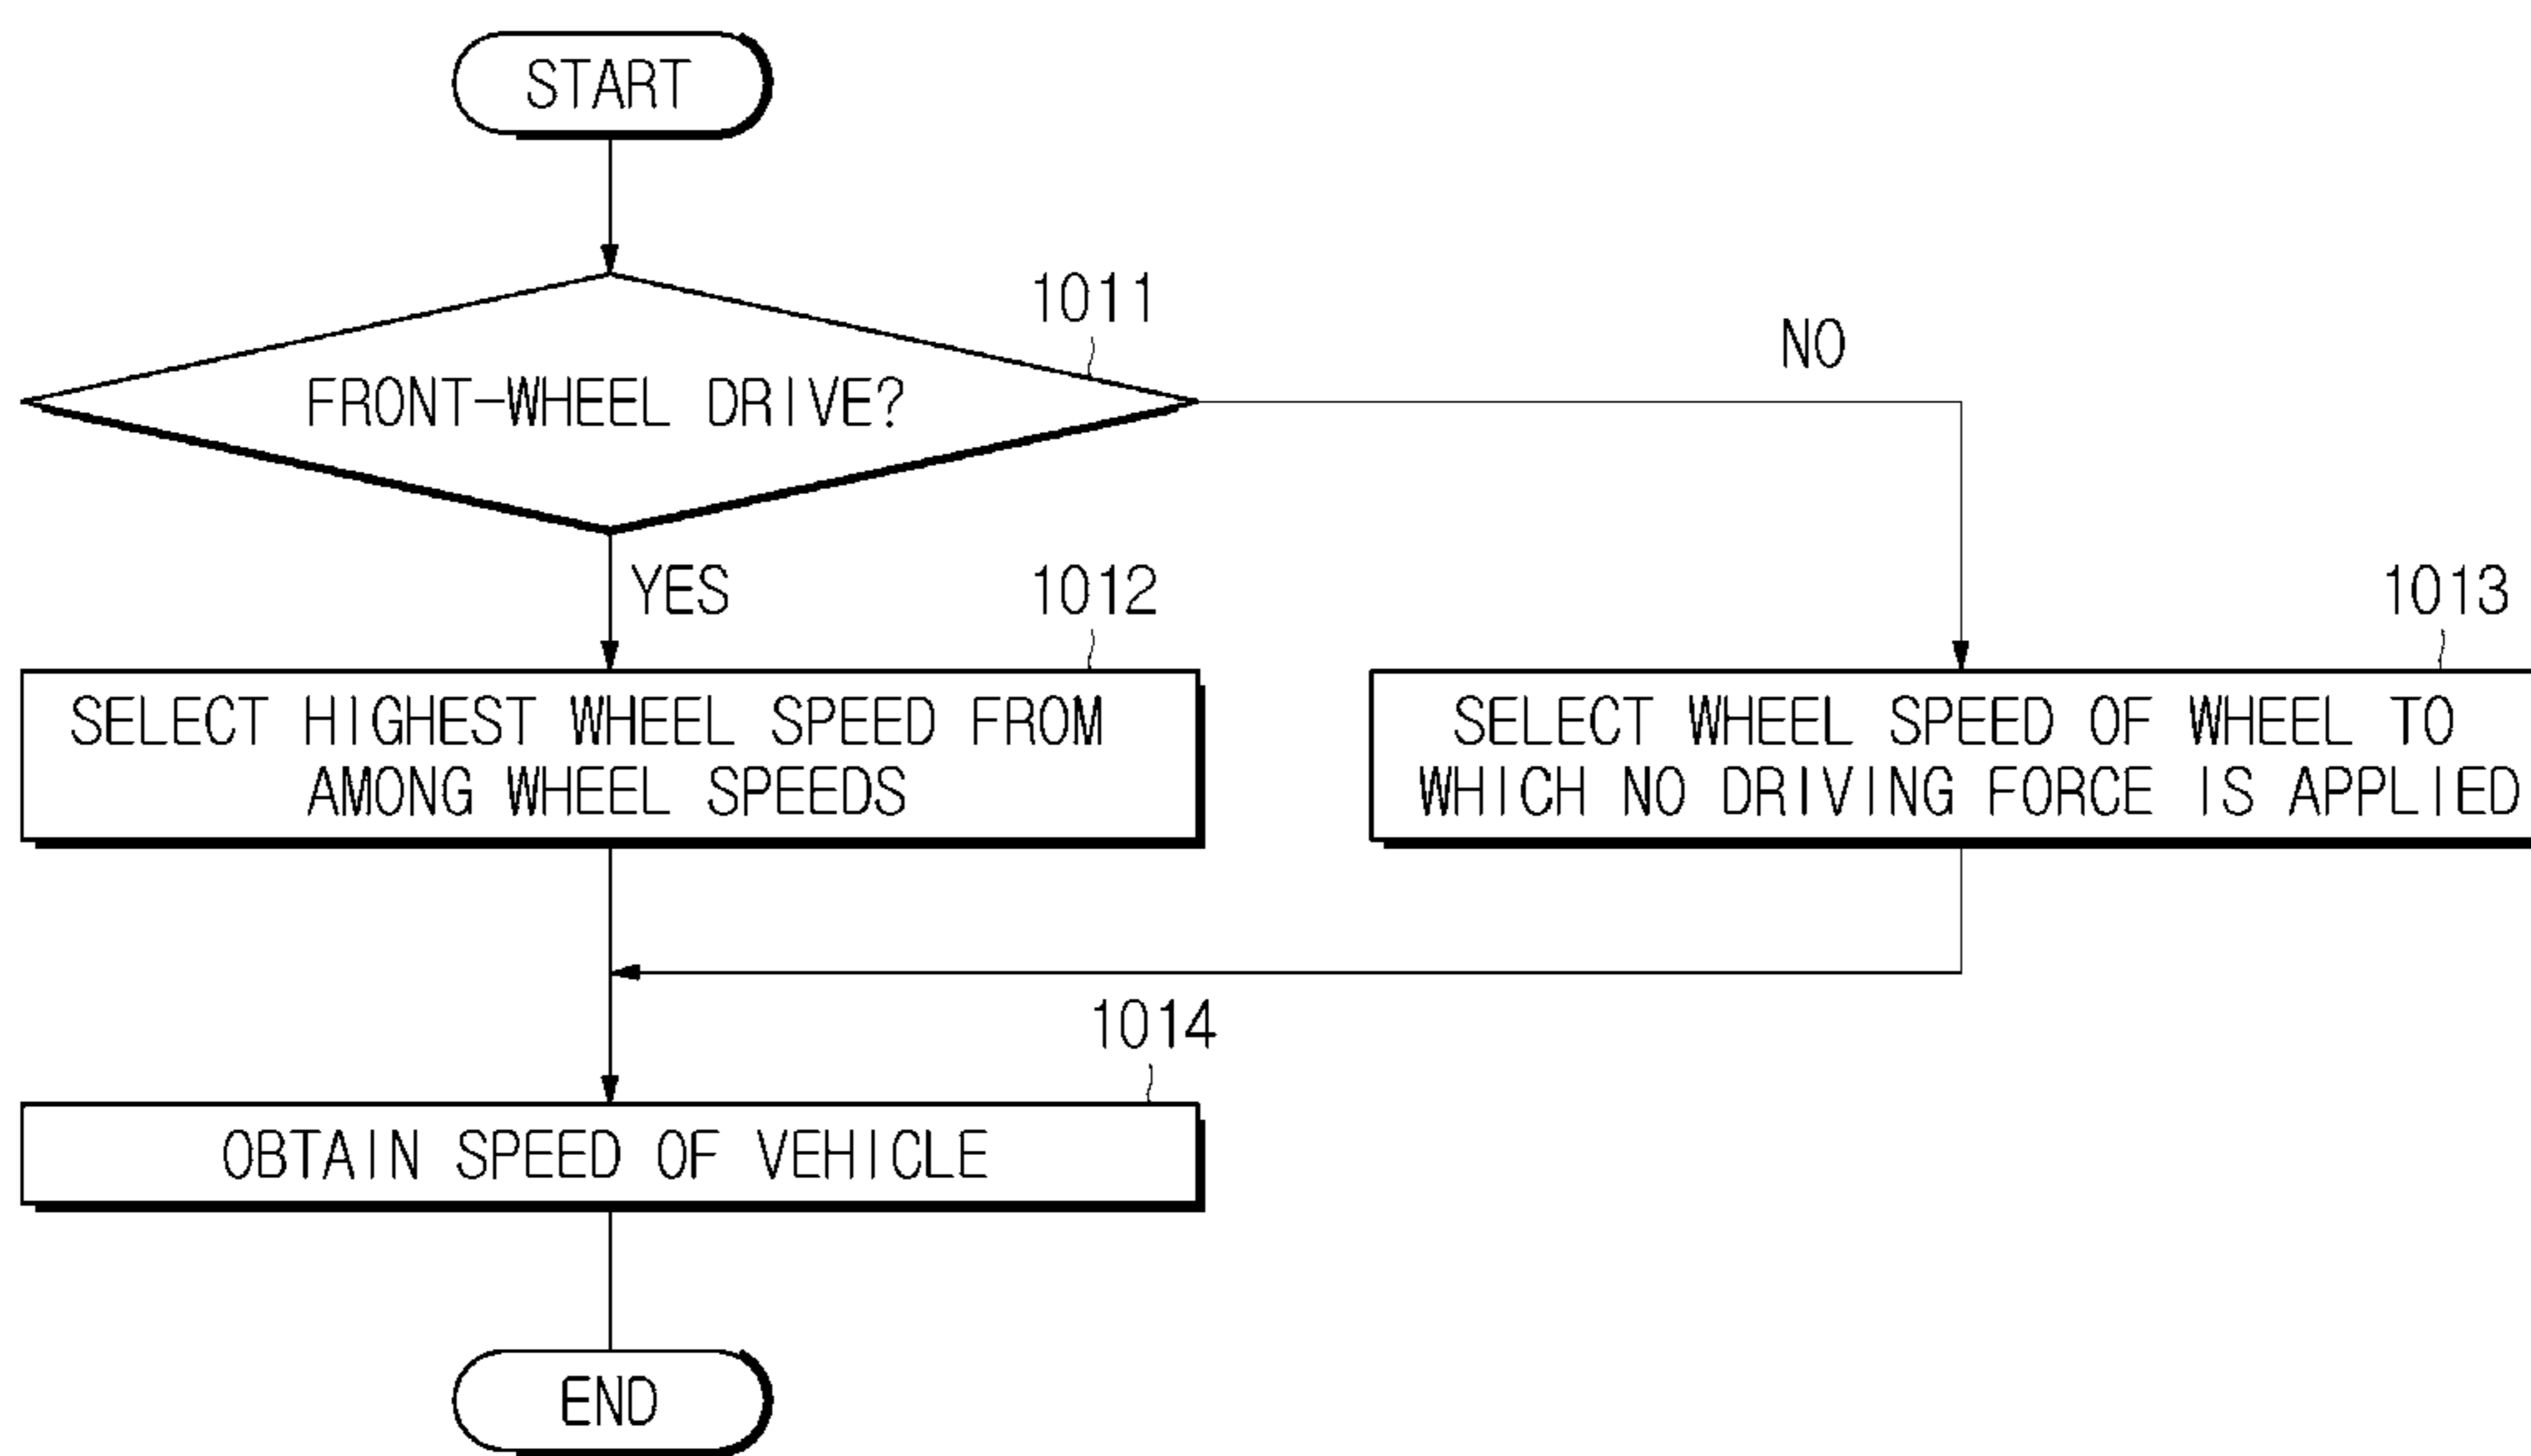 START
1011
FRONT-WHEEL DRIVE?
NO
YES
1012
1013
SELECT HIGHEST WHEEL SPEED FROM
AMONG WHEEL SPEEDS
SELECT WHEEL SPEED OF WHEEL TO
WHICH NO DRIVING FORCE IS APPLIED
1014
OBTAIN SPEED OF VEHICLE
END